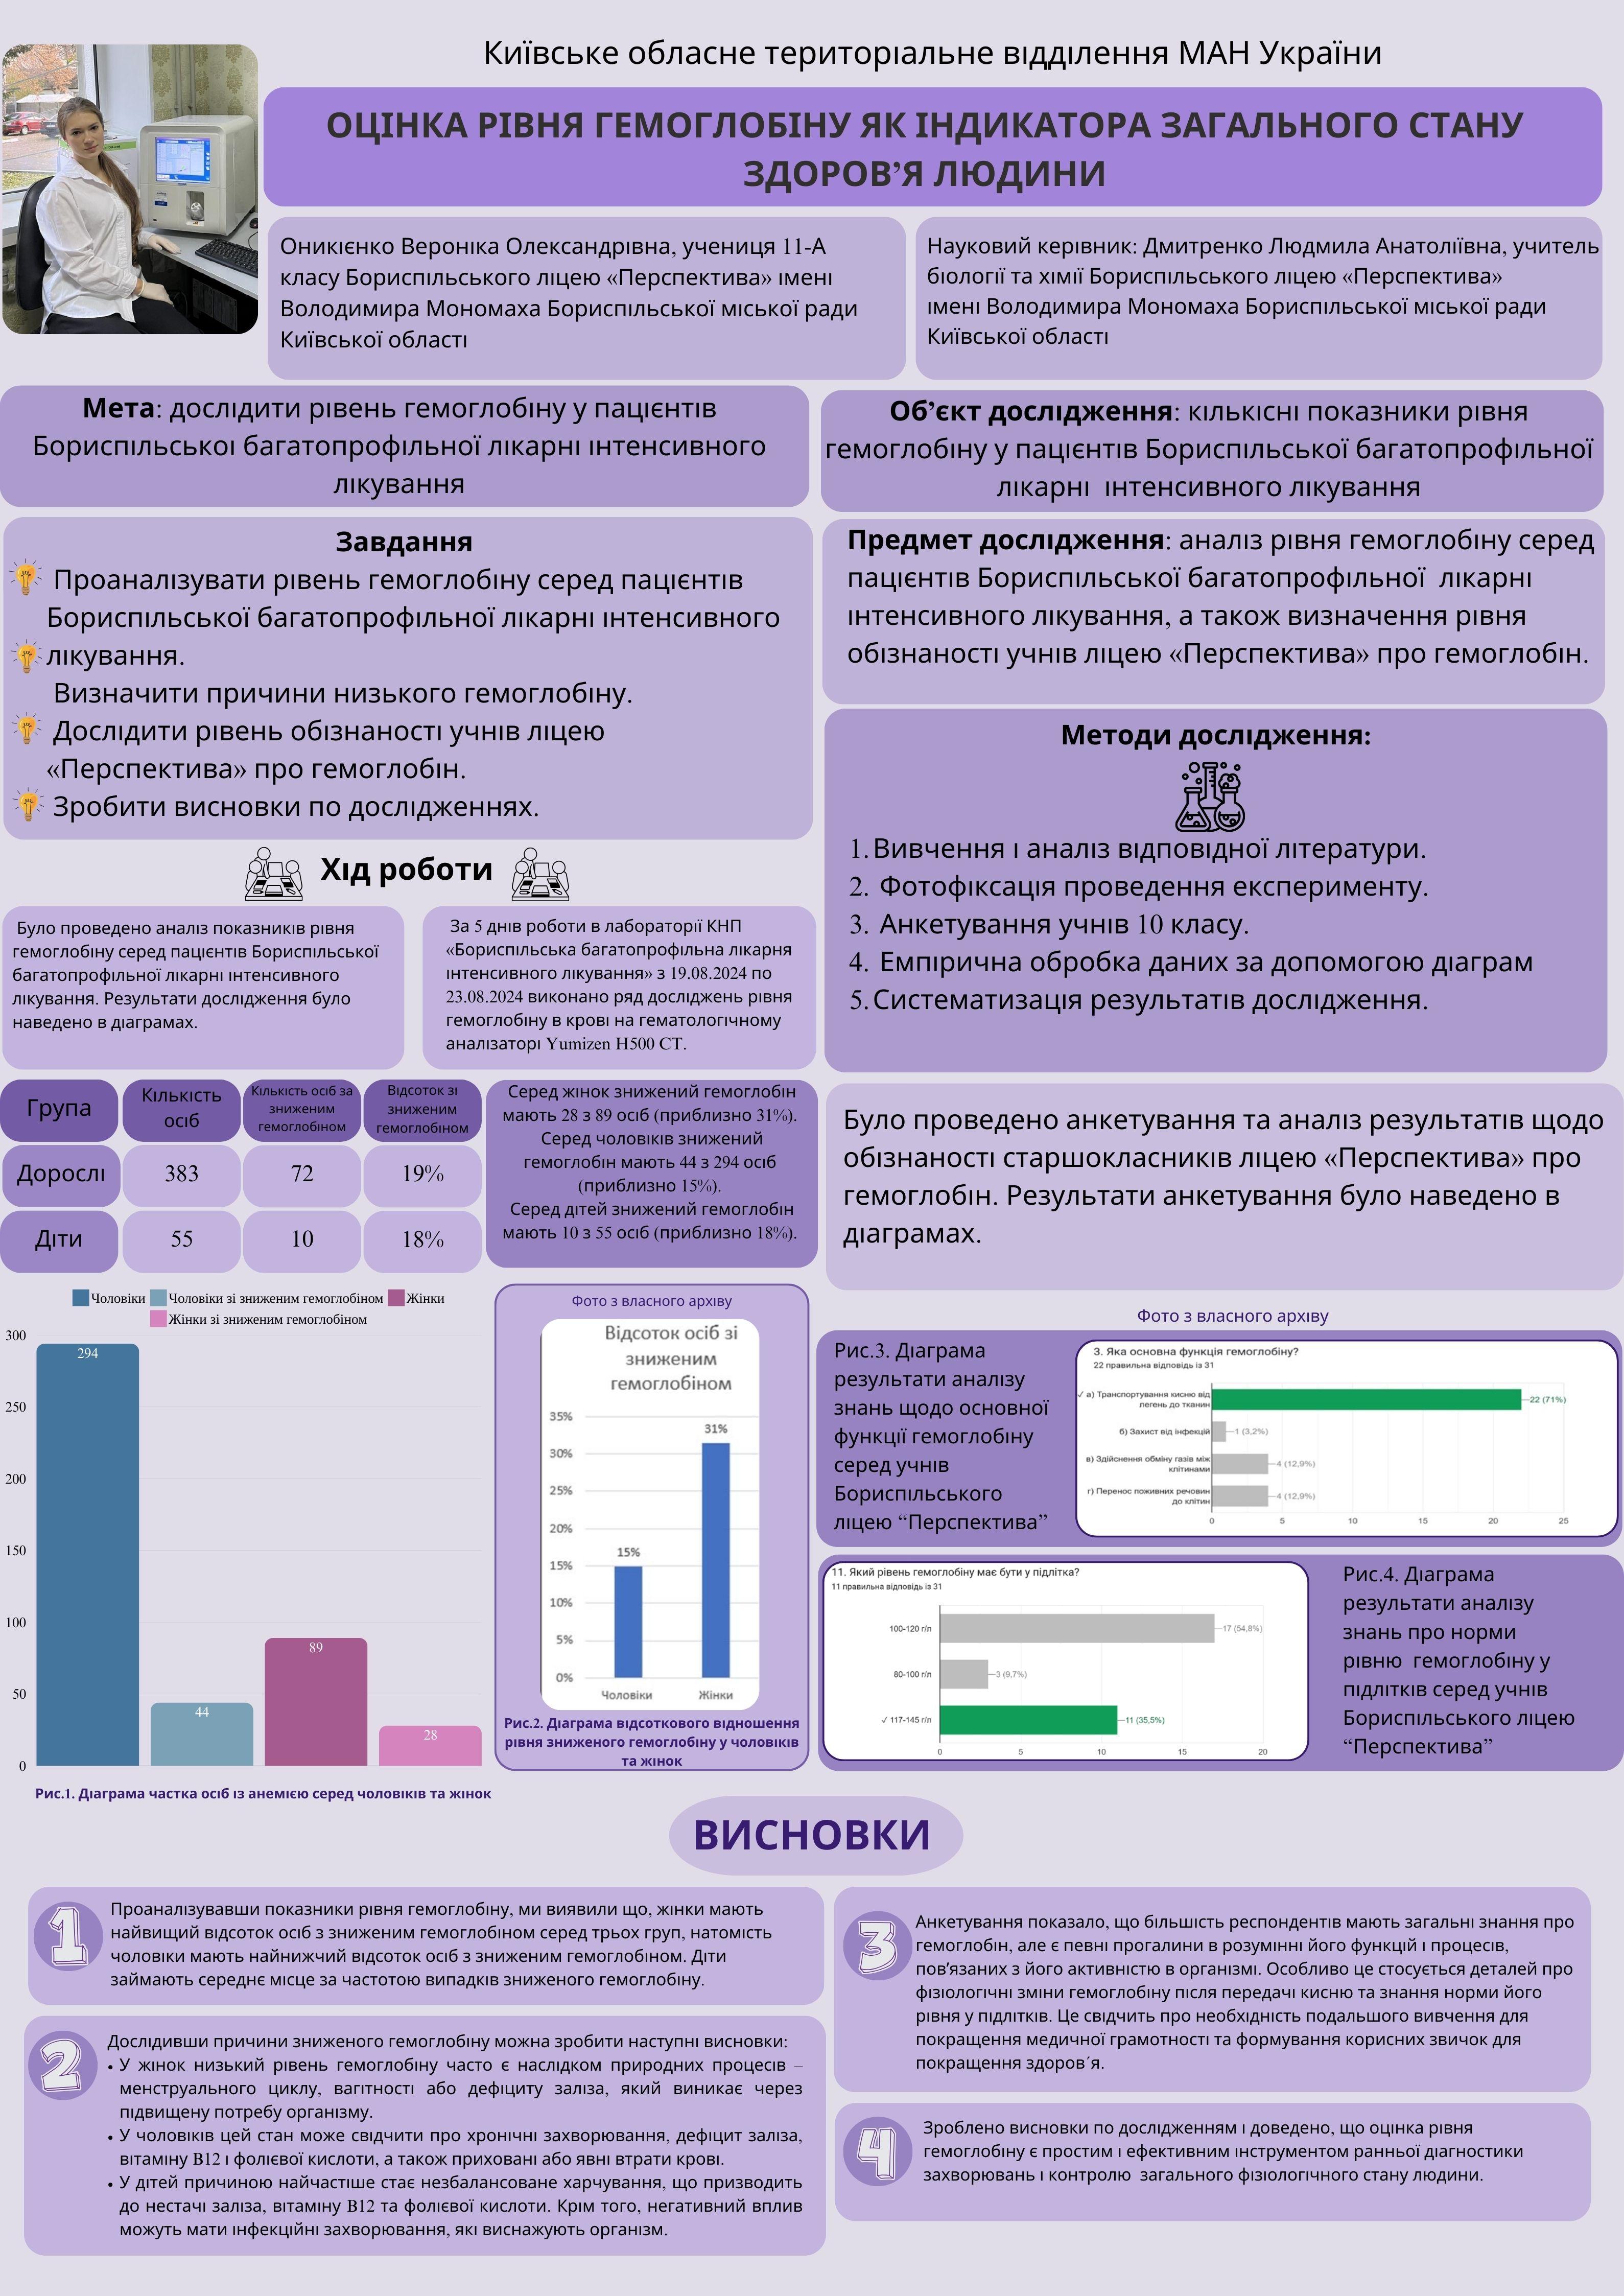 Київське обласне територіальне відділення МАН України
ОЦІНКА РІВНЯ ГЕМОГЛОБІНУ ЯК ІНДИКАТОРА ЗАГАЛЬНОГО СТАНУ
ЗДОРОВ’Я ЛЮДИНИ
Оникієнко Вероніка Олександрівна, учениця 11-А
класу Бориспільського ліцею «Перспектива» імені
Володимира Мономаха Бориспільської міської ради
Київської області
Науковий керівник: Дмитренко Людмила Анатоліївна, учитель
біології та хімії Бориспільського ліцею «Перспектива»
імені Володимира Мономаха Бориспільської міської ради
Київської області
Мета: дослідити рівень гемоглобіну у пацієнтів
Бориспільської багатопрофільної лікарні інтенсивного
лікування
Об’єкт дослідження: кількісні показники рівня
гемоглобіну у пацієнтів Бориспільської багатопрофільної
лікарні інтенсивного лікування
Завдання
Проаналізувати рівень гемоглобіну серед пацієнтів
Бориспільської багатопрофільної лікарні інтенсивного
лікування.
Визначити причини низького гемоглобіну.
Дослідити рівень обізнаності учнів ліцею
«Перспектива» про гемоглобін.
Зробити висновки по дослідженнях.
Предмет дослідження: аналіз рівня гемоглобіну серед
пацієнтів Бориспільської багатопрофільної лікарні
інтенсивного лікування, а також визначення рівня
обізнаності учнів ліцею «Перспектива» про гемоглобін.
Методи дослідження:
1. Вивчення і аналіз відповідної літератури.
2. Фотофіксація проведення експерименту.
3. Анкетування учнів 10 класу.
4. Емпірична обробка даних за допомогою діаграм
5. Систематизація результатів дослідження.
Хід роботи
Було проведено аналіз показників рівня
гемоглобіну серед пацієнтів Бориспільської
багатопрофільної лікарні інтенсивного
лікування. Результати дослідження було
наведено в діаграмах.
За 5 днів роботи в лабораторії КНП
«Бориспільська багатопрофільна лікарня
інтенсивного лікування» з 19.08.2024 по
23.08.2024 виконано ряд досліджень рівня
гемоглобіну в крові на гематологічному
аналізаторі Yumizen H500 CT.
Група
Кількість
осіб
Кількість осіб за
зниженим
гемоглобіном
Відсоток зі
зниженим
гемоглобіном
Дорослі 383 72 19%
Діти 55 10 18%
Серед жінок знижений гемоглобін
мають 28 з 89 осіб (приблизно 31%).
Серед чоловіків знижений
гемоглобін мають 44 з 294 осіб
(приблизно 15%).
Серед дітей знижений гемоглобін
мають 10 з 55 осіб (приблизно 18%).
Було проведено анкетування та аналіз результатів щодо
обізнаності старшокласників ліцею «Перспектива» про
гемоглобін. Результати анкетування було наведено в
діаграмах.
Чоловіки Чоловіки зі зниженим гемоглобіном Жінки
Жінки зі зниженим гемоглобіном
300
250
200
150
100
50
0
294
44
89
28
Рис.1. Діаграма частка осіб із анемією серед чоловіків та жінок
Фото з власного архіву
Відсоток осіб зі
зниженим
гемоглобіном
35%
30%
25%
20%
15%
10%
5%
0%
15%
31%
Чоловіки Жінки
Рис.2. Діаграма відсоткового відношення
рівня зниженого гемоглобіну у чоловіків
та жінок
Фото з власного архіву
Рис.3. Діаграма
результати аналізу
знань щодо основної
функції гемоглобіну
серед учнів
Бориспільського
ліцею “Перспектива”
3. Яка основна функція гемоглобіну?
22 правильна відповідь із 31
✓ а) Транспортування кисню від
легень до тканин
22 (71%)
б) Захист від інфекцій
1 (3,2%)
в) Здійснення обміну газів між
клітинами
4 (12,9%)
г) Перенос поживних речовин
до клітин
4 (12,9%)
0 5 10 15 20 25
11. Який рівень гемоглобіну має бути у підлітка?
11 правильна відповідь із 31
100-120 г/л 17 (54,8%)
80-100 г/л 3 (9,7%)
✓ 117-145 г/л 11 (35,5%)
0 5 10 15 20
Рис.4. Діаграма
результати аналізу
знань про норми
рівню гемоглобіну у
підлітків серед учнів
Бориспільського ліцею
“Перспектива”
ВИСНОВКИ
1
Проаналізувавши показники рівня гемоглобіну, ми виявили що, жінки мають
найвищий відсоток осіб з зниженим гемоглобіном серед трьох груп, натомість
чоловіки мають найнижчий відсоток осіб з зниженим гемоглобіном. Діти
займають середнє місце за частотою випадків зниженого гемоглобіну.
2
Дослідивши причини зниженого гемоглобіну можна зробити наступні висновки:
• У жінок низький рівень гемоглобіну часто є наслідком природних процесів –
менструального циклу, вагітності або дефіциту заліза, який виникає через
підвищену потребу організму.
• У чоловіків цей стан може свідчити про хронічні захворювання, дефіцит заліза,
вітаміну B12 і фолієвої кислоти, а також приховані або явні втрати крові.
• У дітей причиною найчастіше стає незбалансоване харчування, що призводить
до нестачі заліза, вітаміну B12 та фолієвої кислоти. Крім того, негативний вплив
можуть мати інфекційні захворювання, які виснажують організм.
3
Анкетування показало, що більшість респондентів мають загальні знання про
гемоглобін, але є певні прогалини в розумінні його функцій і процесів,
пов’язаних з його активністю в організмі. Особливо це стосується деталей про
фізіологічні зміни гемоглобіну після передачі кисню та знання норми його
рівня у підлітків. Це свідчить про необхідність подальшого вивчення для
покращення медичної грамотності та формування корисних звичок для
покращення здоров´я.
4
Зроблено висновки по дослідженням і доведено, що оцінка рівня
гемоглобіну є простим і ефективним інструментом ранньої діагностики
захворювань і контролю загального фізіологічного стану людини.